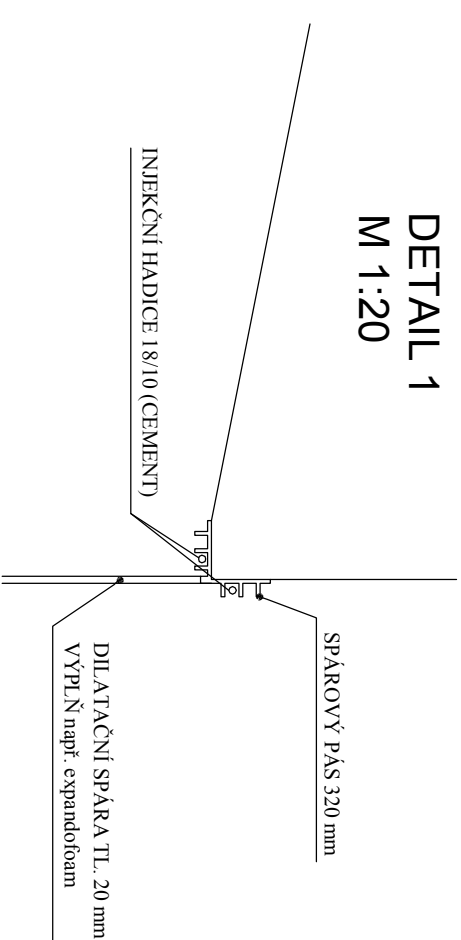 DETAIL 1
M 1:20
SPÁROVÝ PÁS 320 mm
INJEKČNÍ HADICE 18/10 (CEMENT)
DILATAČNÍ SPÁRA TL. 20 mm
VÝPLŇ např. expandofoam